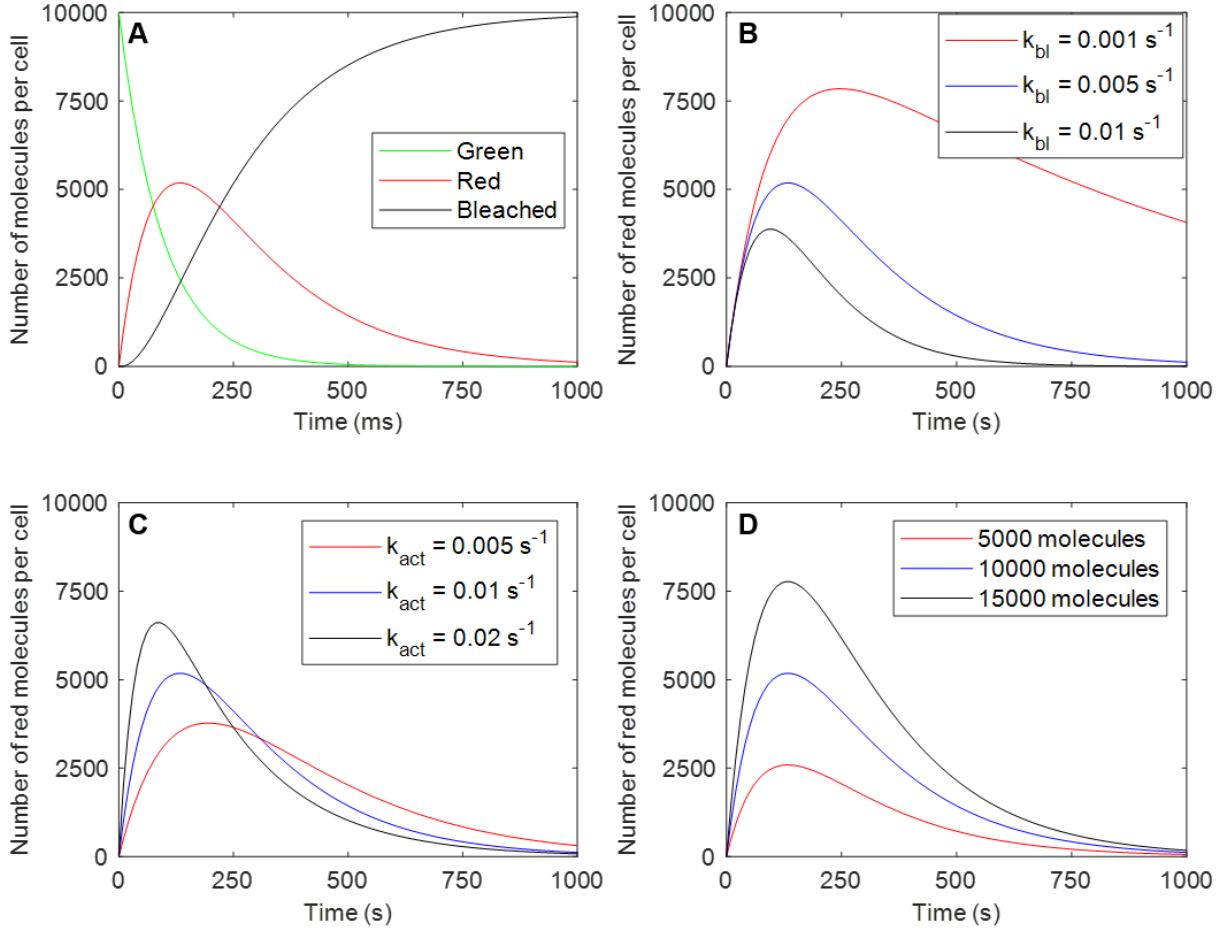 A
Number of molecules per cell
10000
7500
5000
2500
0
Green
Red
Bleached
0 250 500 750 1000
Time (ms)
B
Number of red molecules per cell
10000
7500
5000
2500
0
k_bl = 0.001 s⁻¹
k_bl = 0.005 s⁻¹
k_bl = 0.01 s⁻¹
0 250 500 750 1000
Time (s)
C
Number of red molecules per cell
10000
7500
5000
2500
0
k_act = 0.005 s⁻¹
k_act = 0.01 s⁻¹
k_act = 0.02 s⁻¹
0 250 500 750 1000
Time (s)
D
Number of red molecules per cell
10000
7500
5000
2500
0
5000 molecules
10000 molecules
15000 molecules
0 250 500 750 1000
Time (s)